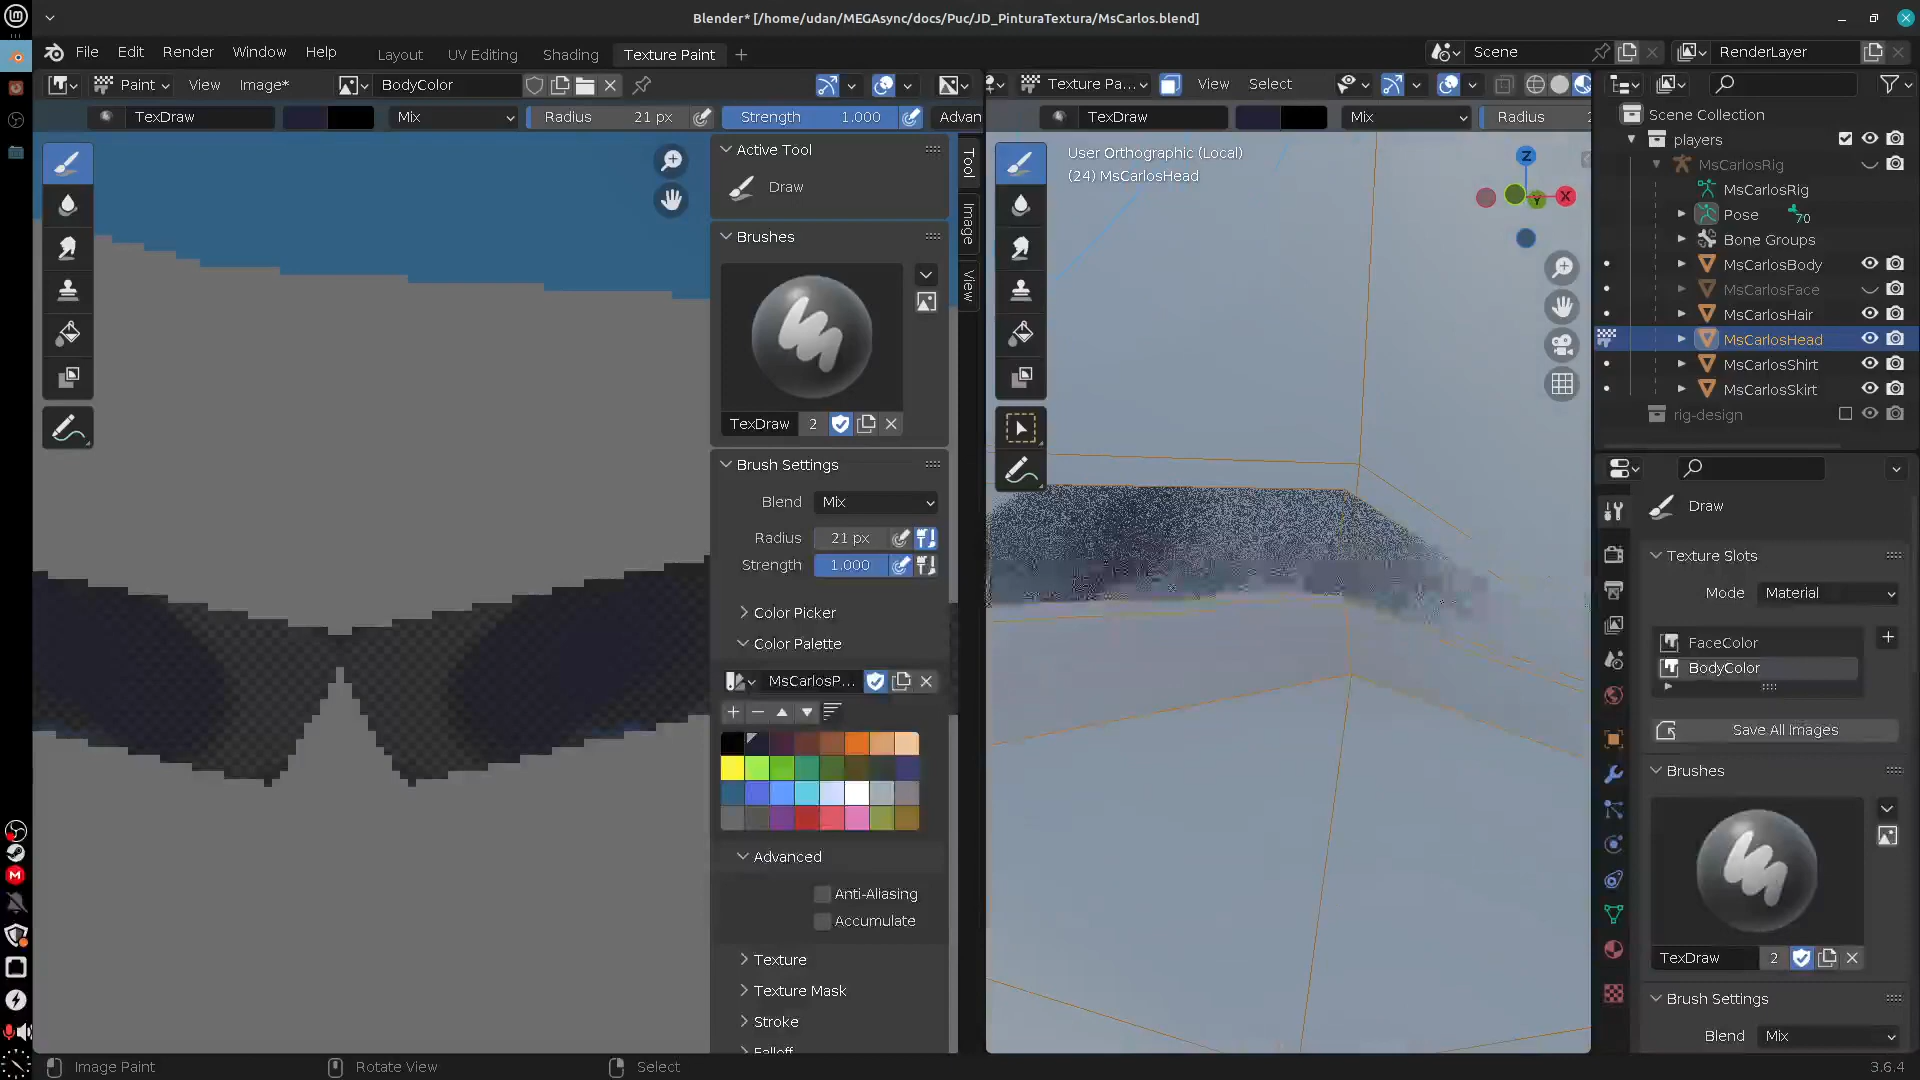 Blender* [/home/udan/MEGAsync/docs/Puc/JD_PinturaTextura/MsCarlos.blend]
File Edit Render Window Help Layout UV Editing Shading Texture Paint + Scene RenderLayer
Paint View Image* BodyColor Texture Pa... View Select
TexDraw Mix Radius 21 px Strength 1.000 Advan TexDraw Mix Radius
Scene Collection
players
MsCarlosRig
MsCarlosRig
Pose 70
Bone Groups
MsCarlosBody
MsCarlosFace
MsCarlosHair
MsCarlosHead
MsCarlosShirt
MsCarlosSkirt
rig-design
Active Tool
Draw
Brushes
TexDraw 2
Brush Settings
Blend Mix
Radius 21 px
Strength 1.000
Color Picker
Color Palette
MsCarlosP...
Advanced
Anti-Aliasing
Accumulate
Texture
Texture Mask
Stroke
Falloff
Tool
Image
View
User Orthographic (Local)
(24) MsCarlosHead
Z
X
Y
Draw
Texture Slots
Mode Material
FaceColor
BodyColor
Save All Images
Brushes
TexDraw 2
Brush Settings
Blend Mix
Image Paint Rotate View Select 3.6.4